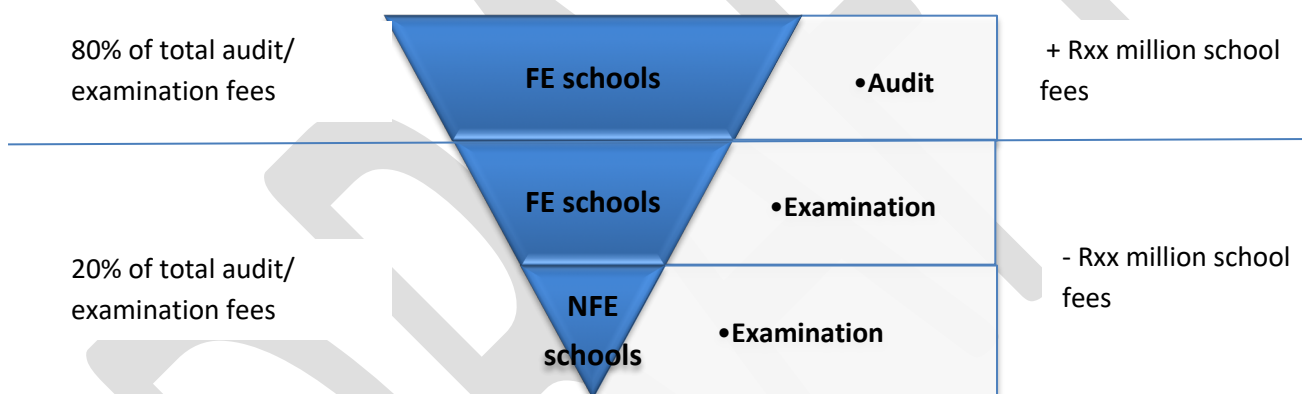 80% of total audit/
examination fees
FE schools
•Audit
+ Rxx million school
fees
FE schools
•Examination
20% of total audit/
examination fees
NFE
schools
•Examination
- Rxx million school
fees